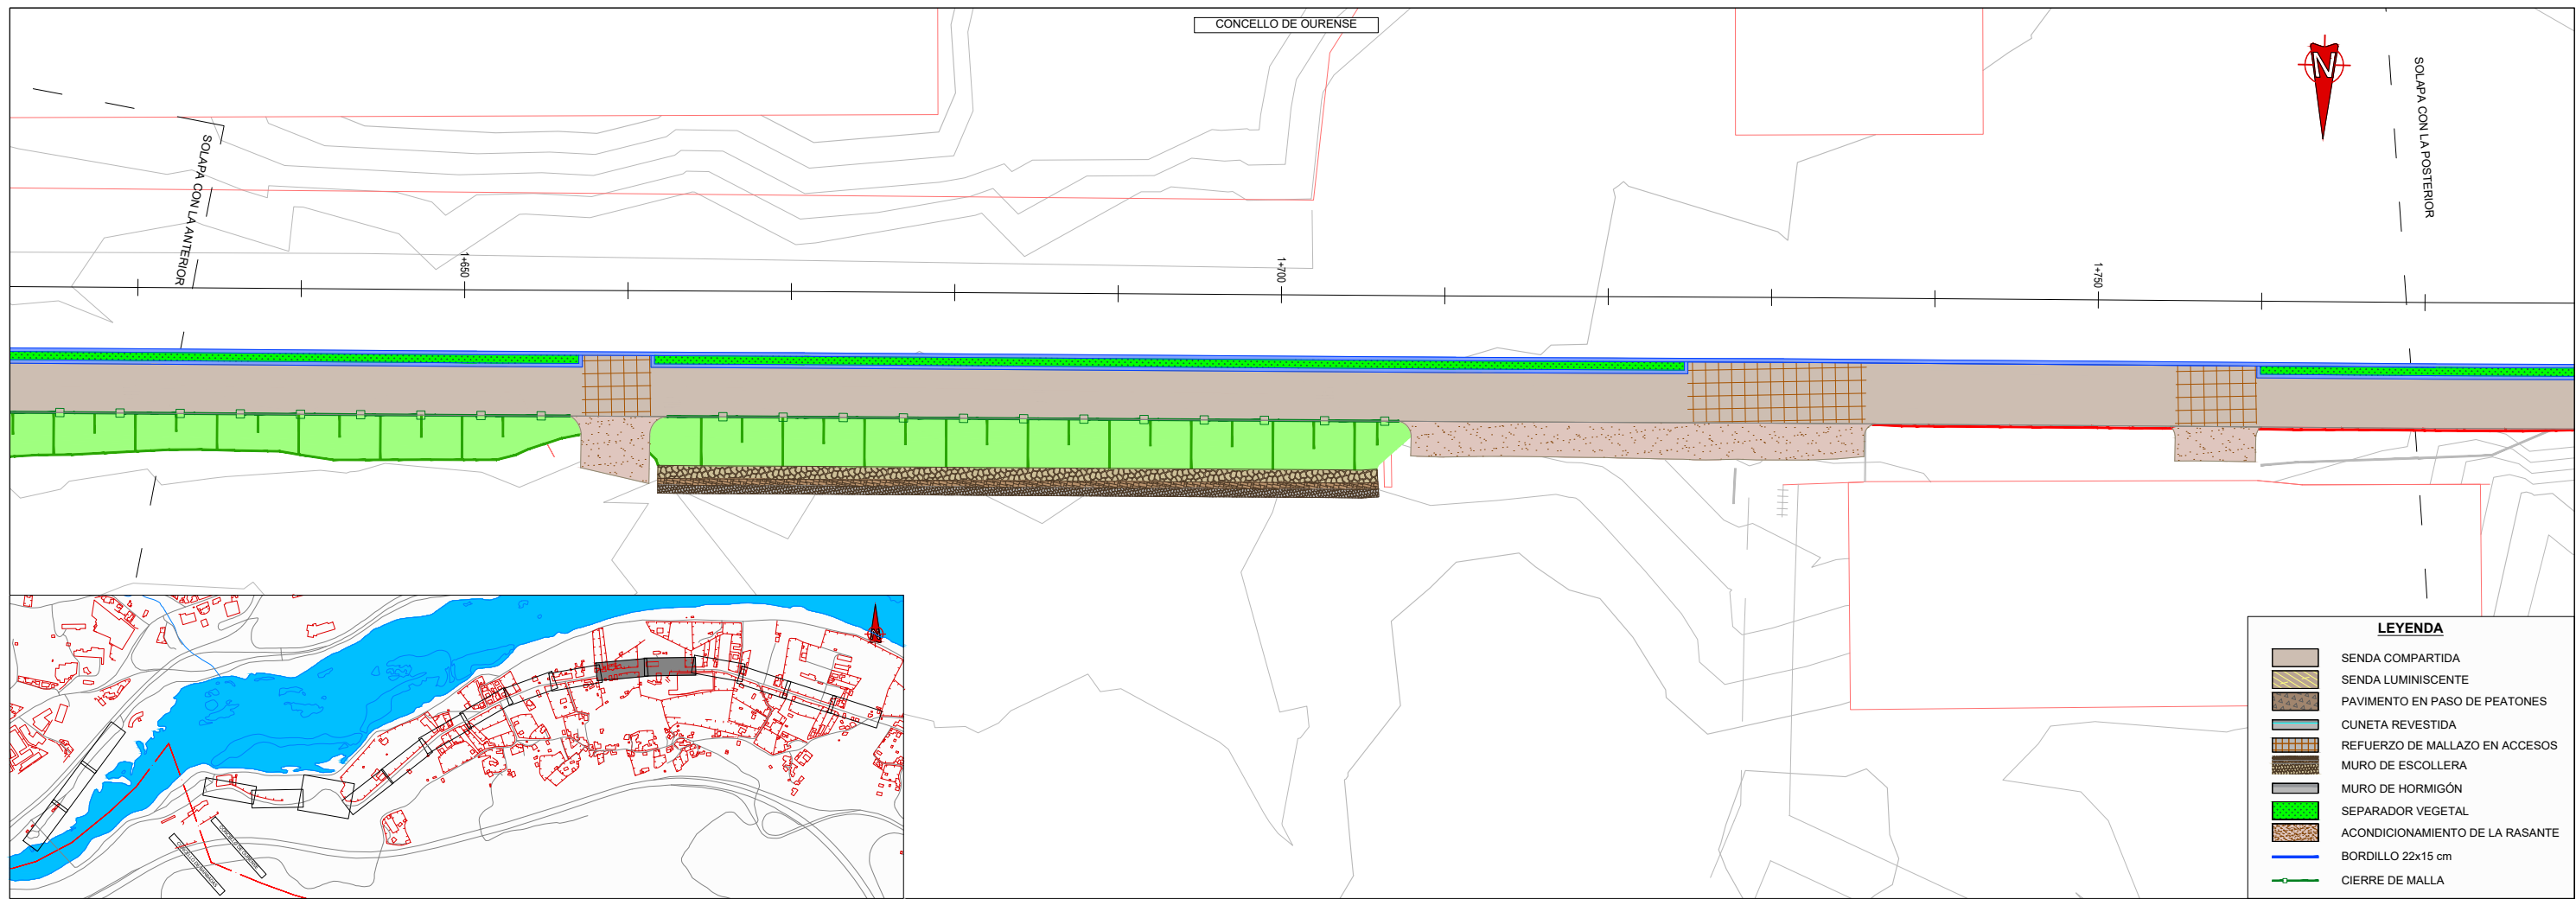 CONCELLO DE OURENSE
N
SOLAPA CON LA POSTERIOR
SOLAPA CON LA ANTERIOR
1+650
1+700
1+750
LEYENDA
SENDA COMPARTIDA
SENDA LUMINISCENTE
PAVIMENTO EN PASO DE PEATONES
CUNETA REVESTIDA
REFUERZO DE MALLAZO EN ACCESOS
MURO DE ESCOLLERA
MURO DE HORMIGÓN
SEPARADOR VEGETAL
ACONDICIONAMIENTO DE LA RASANTE
BORDILLO 22x15 cm
CIERRE DE MALLA